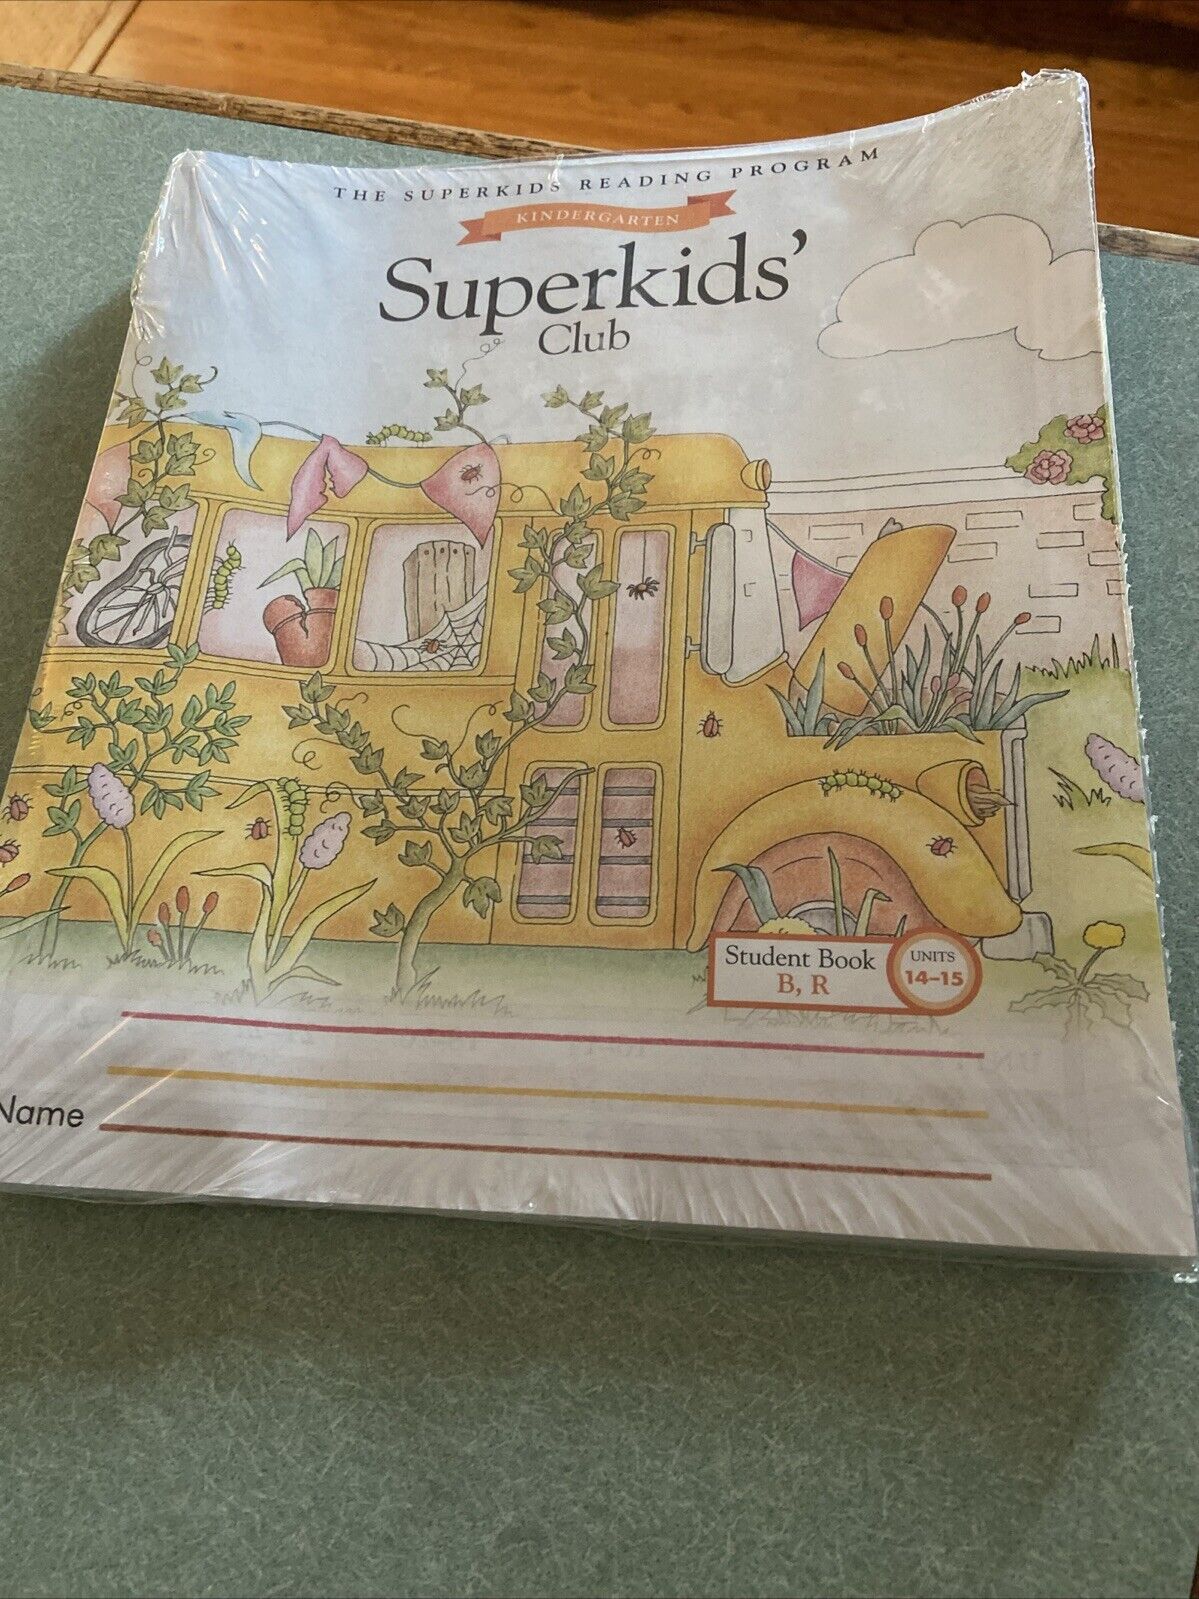 THE SUPERKIDS READING PROGRAM
KINDERGARTEN
Superkids'
Club
Student Book
B, R
UNITS
14–15
Name